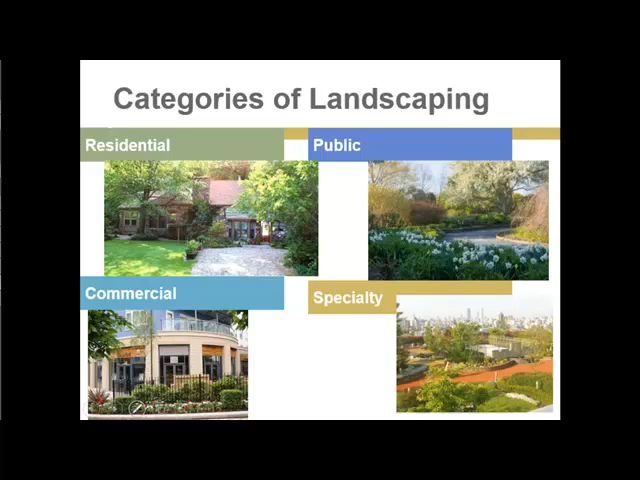 Categories of Landscaping
Residential
Public
Commercial
Specialty